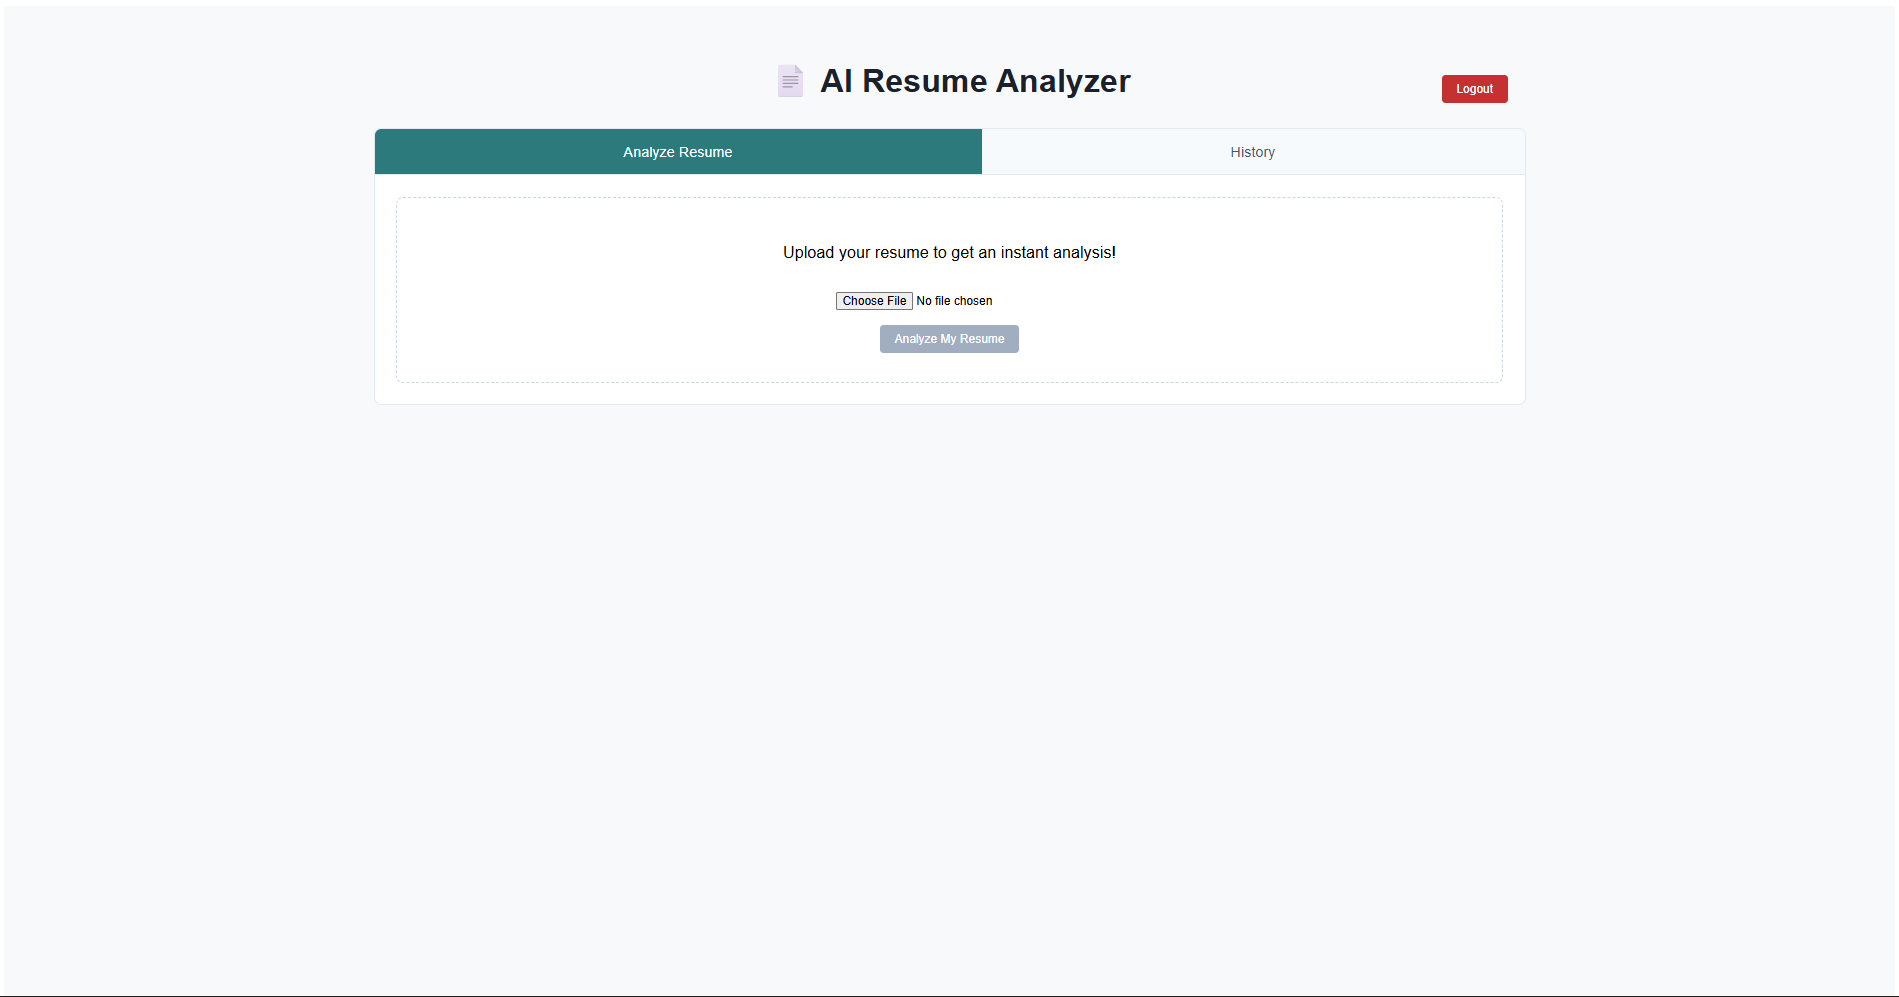 AI Resume Analyzer
Logout
Analyze Resume
History
Upload your resume to get an instant analysis!
Choose File No file chosen
Analyze My Resume